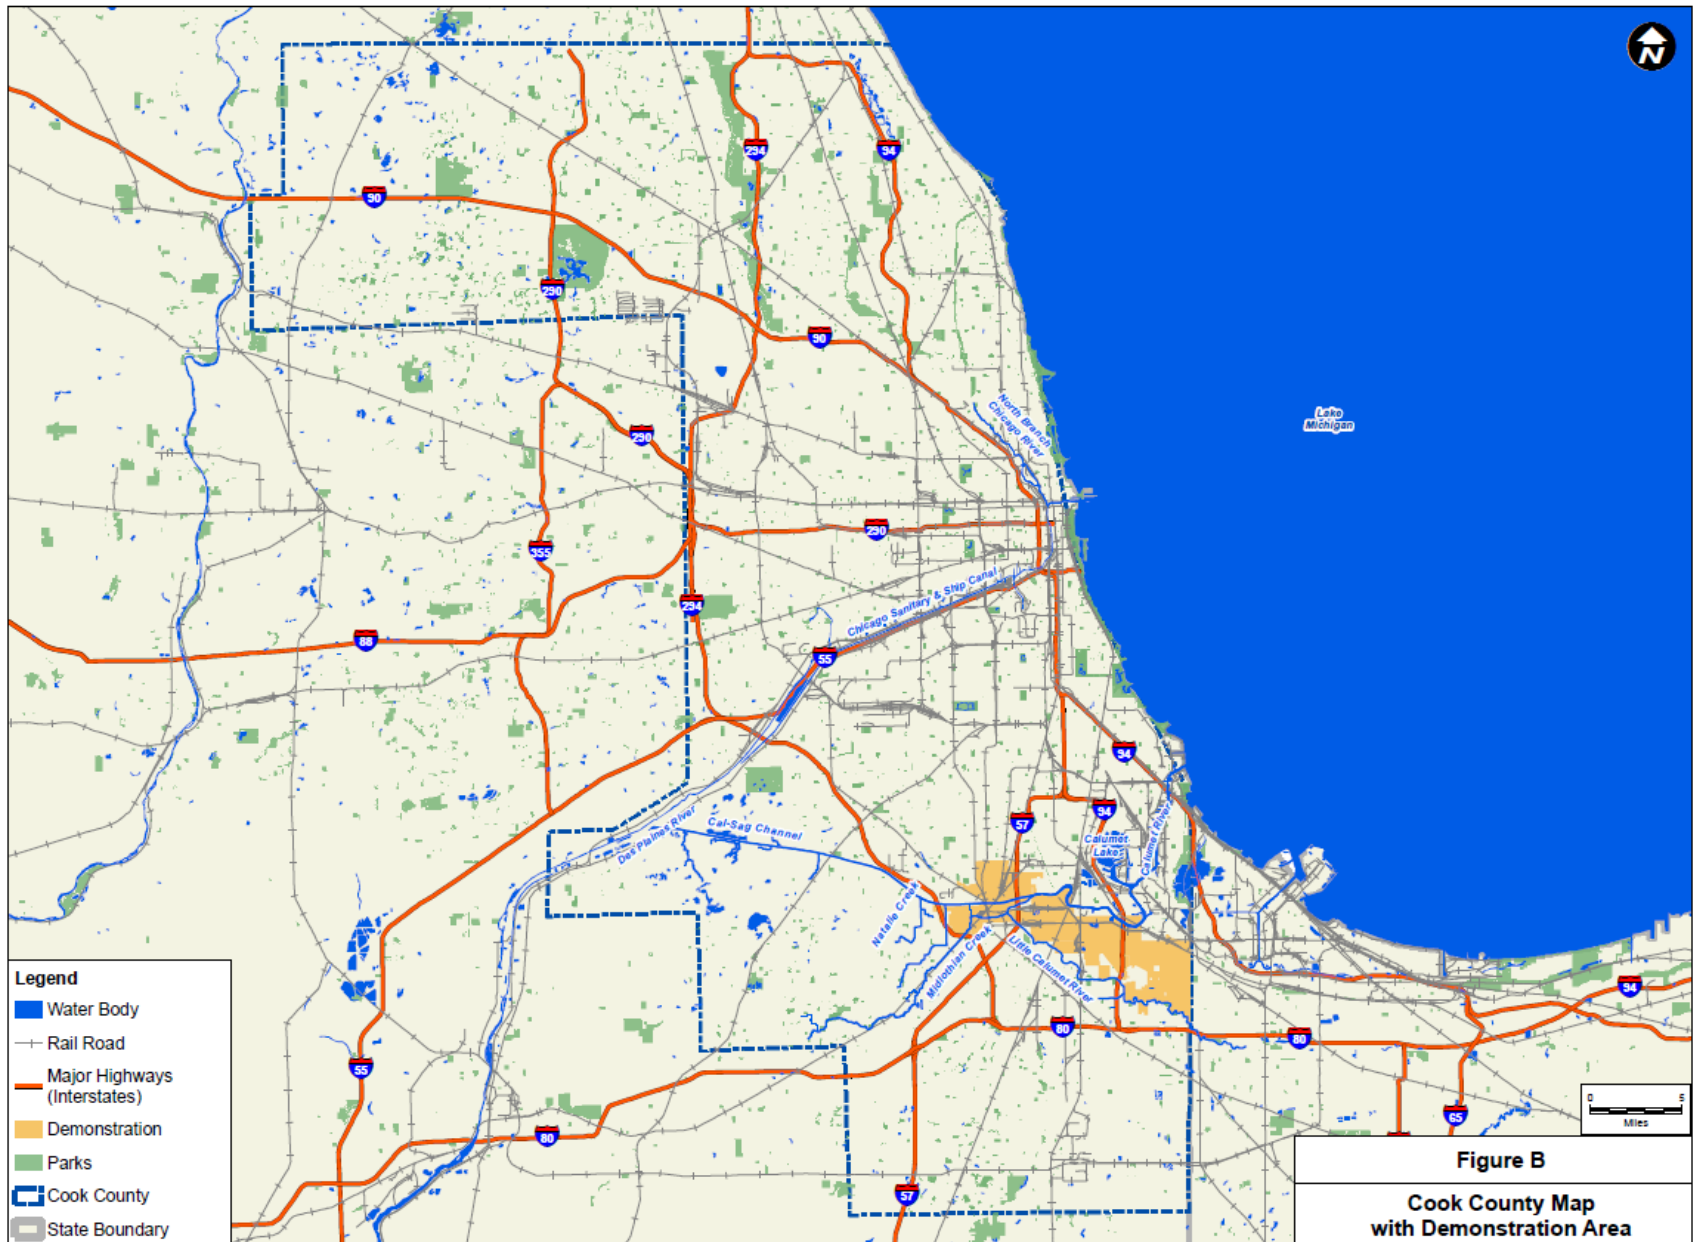 N
294
94
90
290
90
North Branch
Chicago River
Lake
Michigan
290
290
355
Chicago Sanitary & Ship Canal
294
88
55
94
94
57
Calumet
Lake
Calumet River
Cal-Sag Channel
Des Plaines River
Natalie Creek
Midlothian Creek
Little Calumet River
94
80
80
55
65
80
57
Legend
Water Body
Rail Road
Major Highways
(Interstates)
Demonstration
Parks
Cook County
State Boundary
0 5
Miles
Figure B
Cook County Map
with Demonstration Area